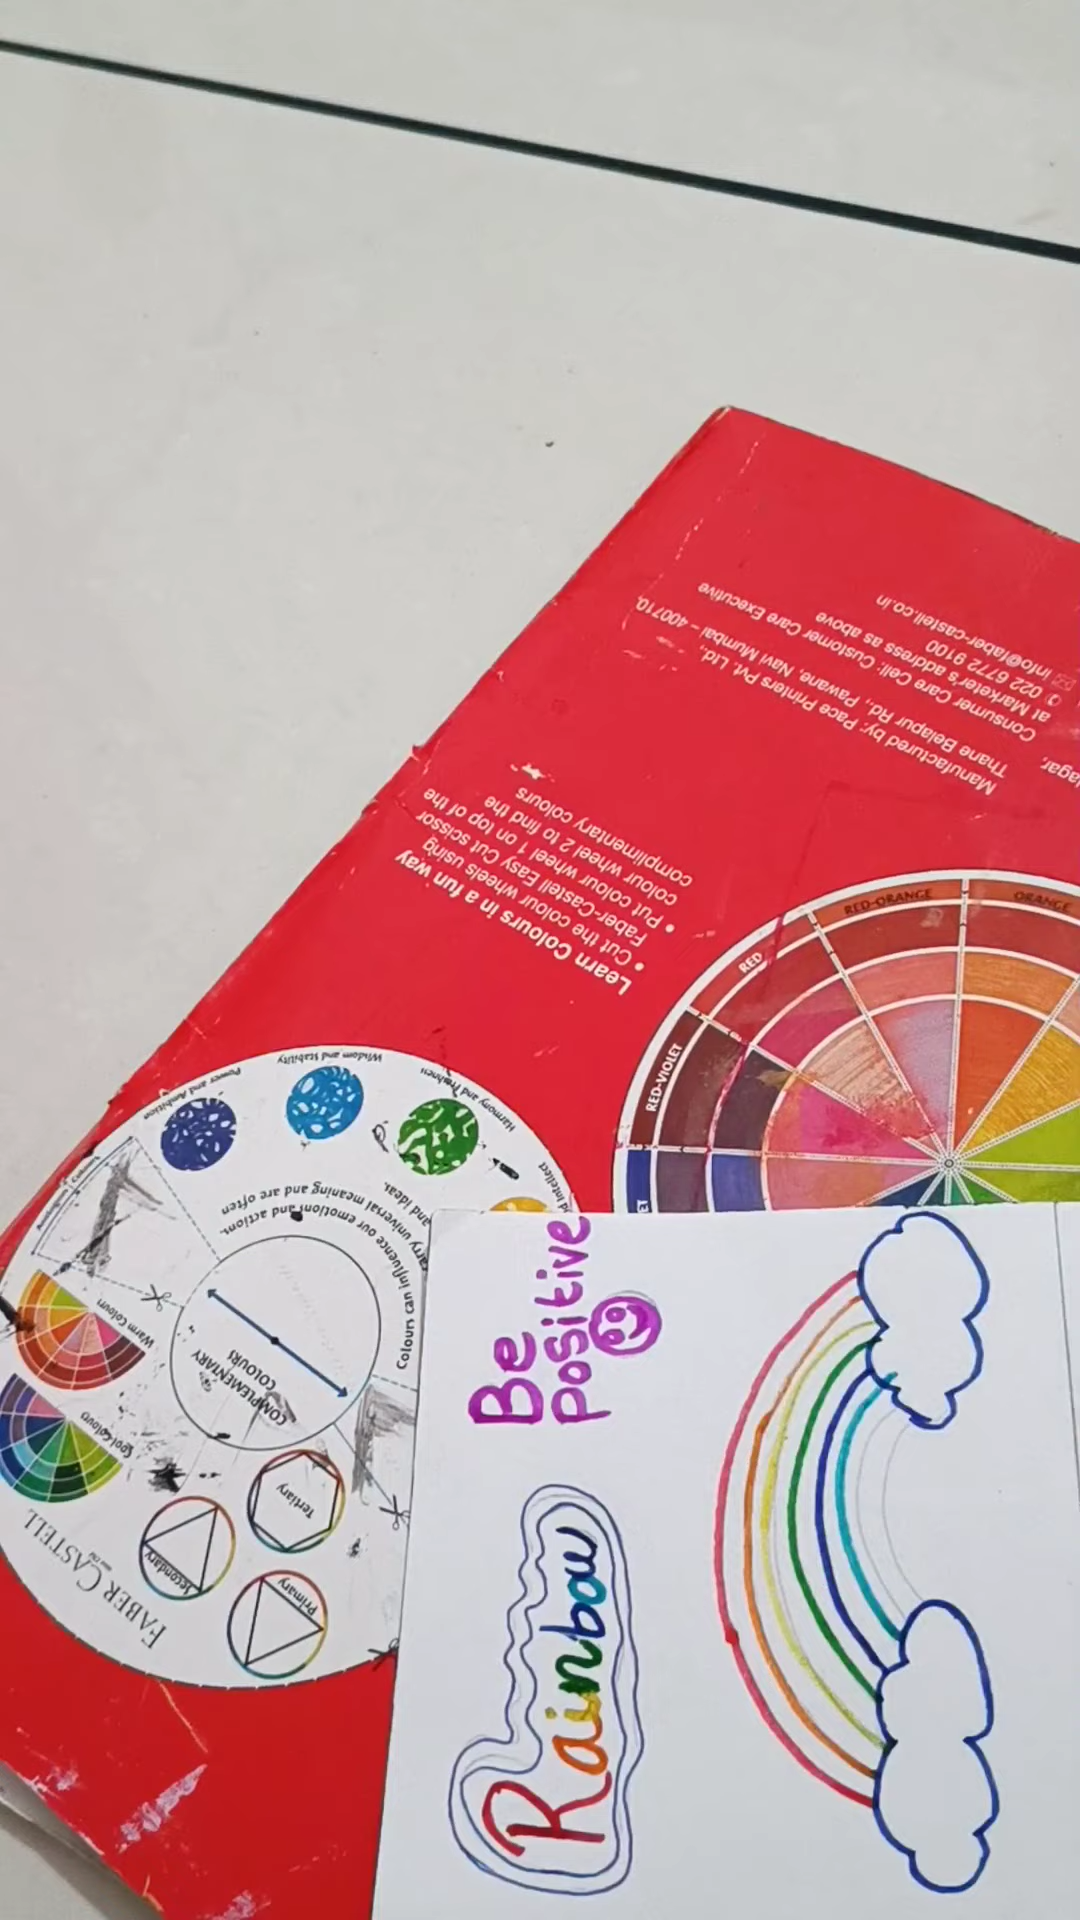 Be
positive
Rainbow
Learn Colours in a fun way
• Cut the colour wheels using
Faber-Castell Easy Cut scissor
• Put colour wheel 1 on top of the
colour wheel 2 to find the
complimentary colours
Manufactured by: Pace Printers Pvt. Ltd.,
Thane Belapur Rd., Pawane, Navi Mumbai – 400710.
Consumer Care Cell: Customer Care Executive
at Marketer's address as above
022 6772 9100
info@faber-castell.co.in
RED-VIOLET
RED
RED-ORANGE
ORANGE
Power and Ambition
Wisdom and Stability
Harmony and Freshness
Colours can influence our emotions and actions.
carry universal meaning and are often
and ideas.
COMPLEMENTARY
COLOURS
Warm Colours
Cool Colours
Primary
Secondary
Tertiary
FABER CASTELL